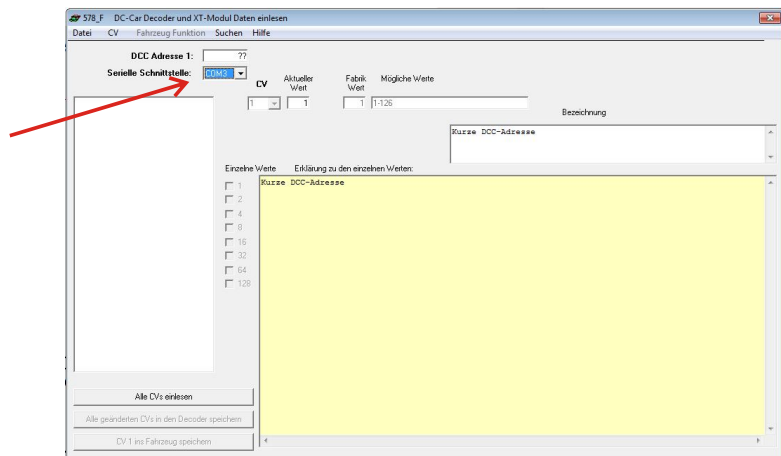 578_F DC-Car Decoder und XT-Modul Daten einlesen
Datei CV Fahrzeug Funktion Suchen Hilfe
DCC Adresse 1: ??
Serielle Schnittstelle: COM3
CV Aktueller Wert Fabrik Wert Mögliche Werte
1 1 1 1-126
Bezeichnung
Kurze DCC-Adresse
Einzelne Werte Erklärung zu den einzelnen Werten:
Kurze DCC-Adresse
1
2
4
8
16
32
64
128
Alle CVs einlesen
Alle geänderten CVs in den Decoder speichern
CV 1 ins Fahrzeug speichern